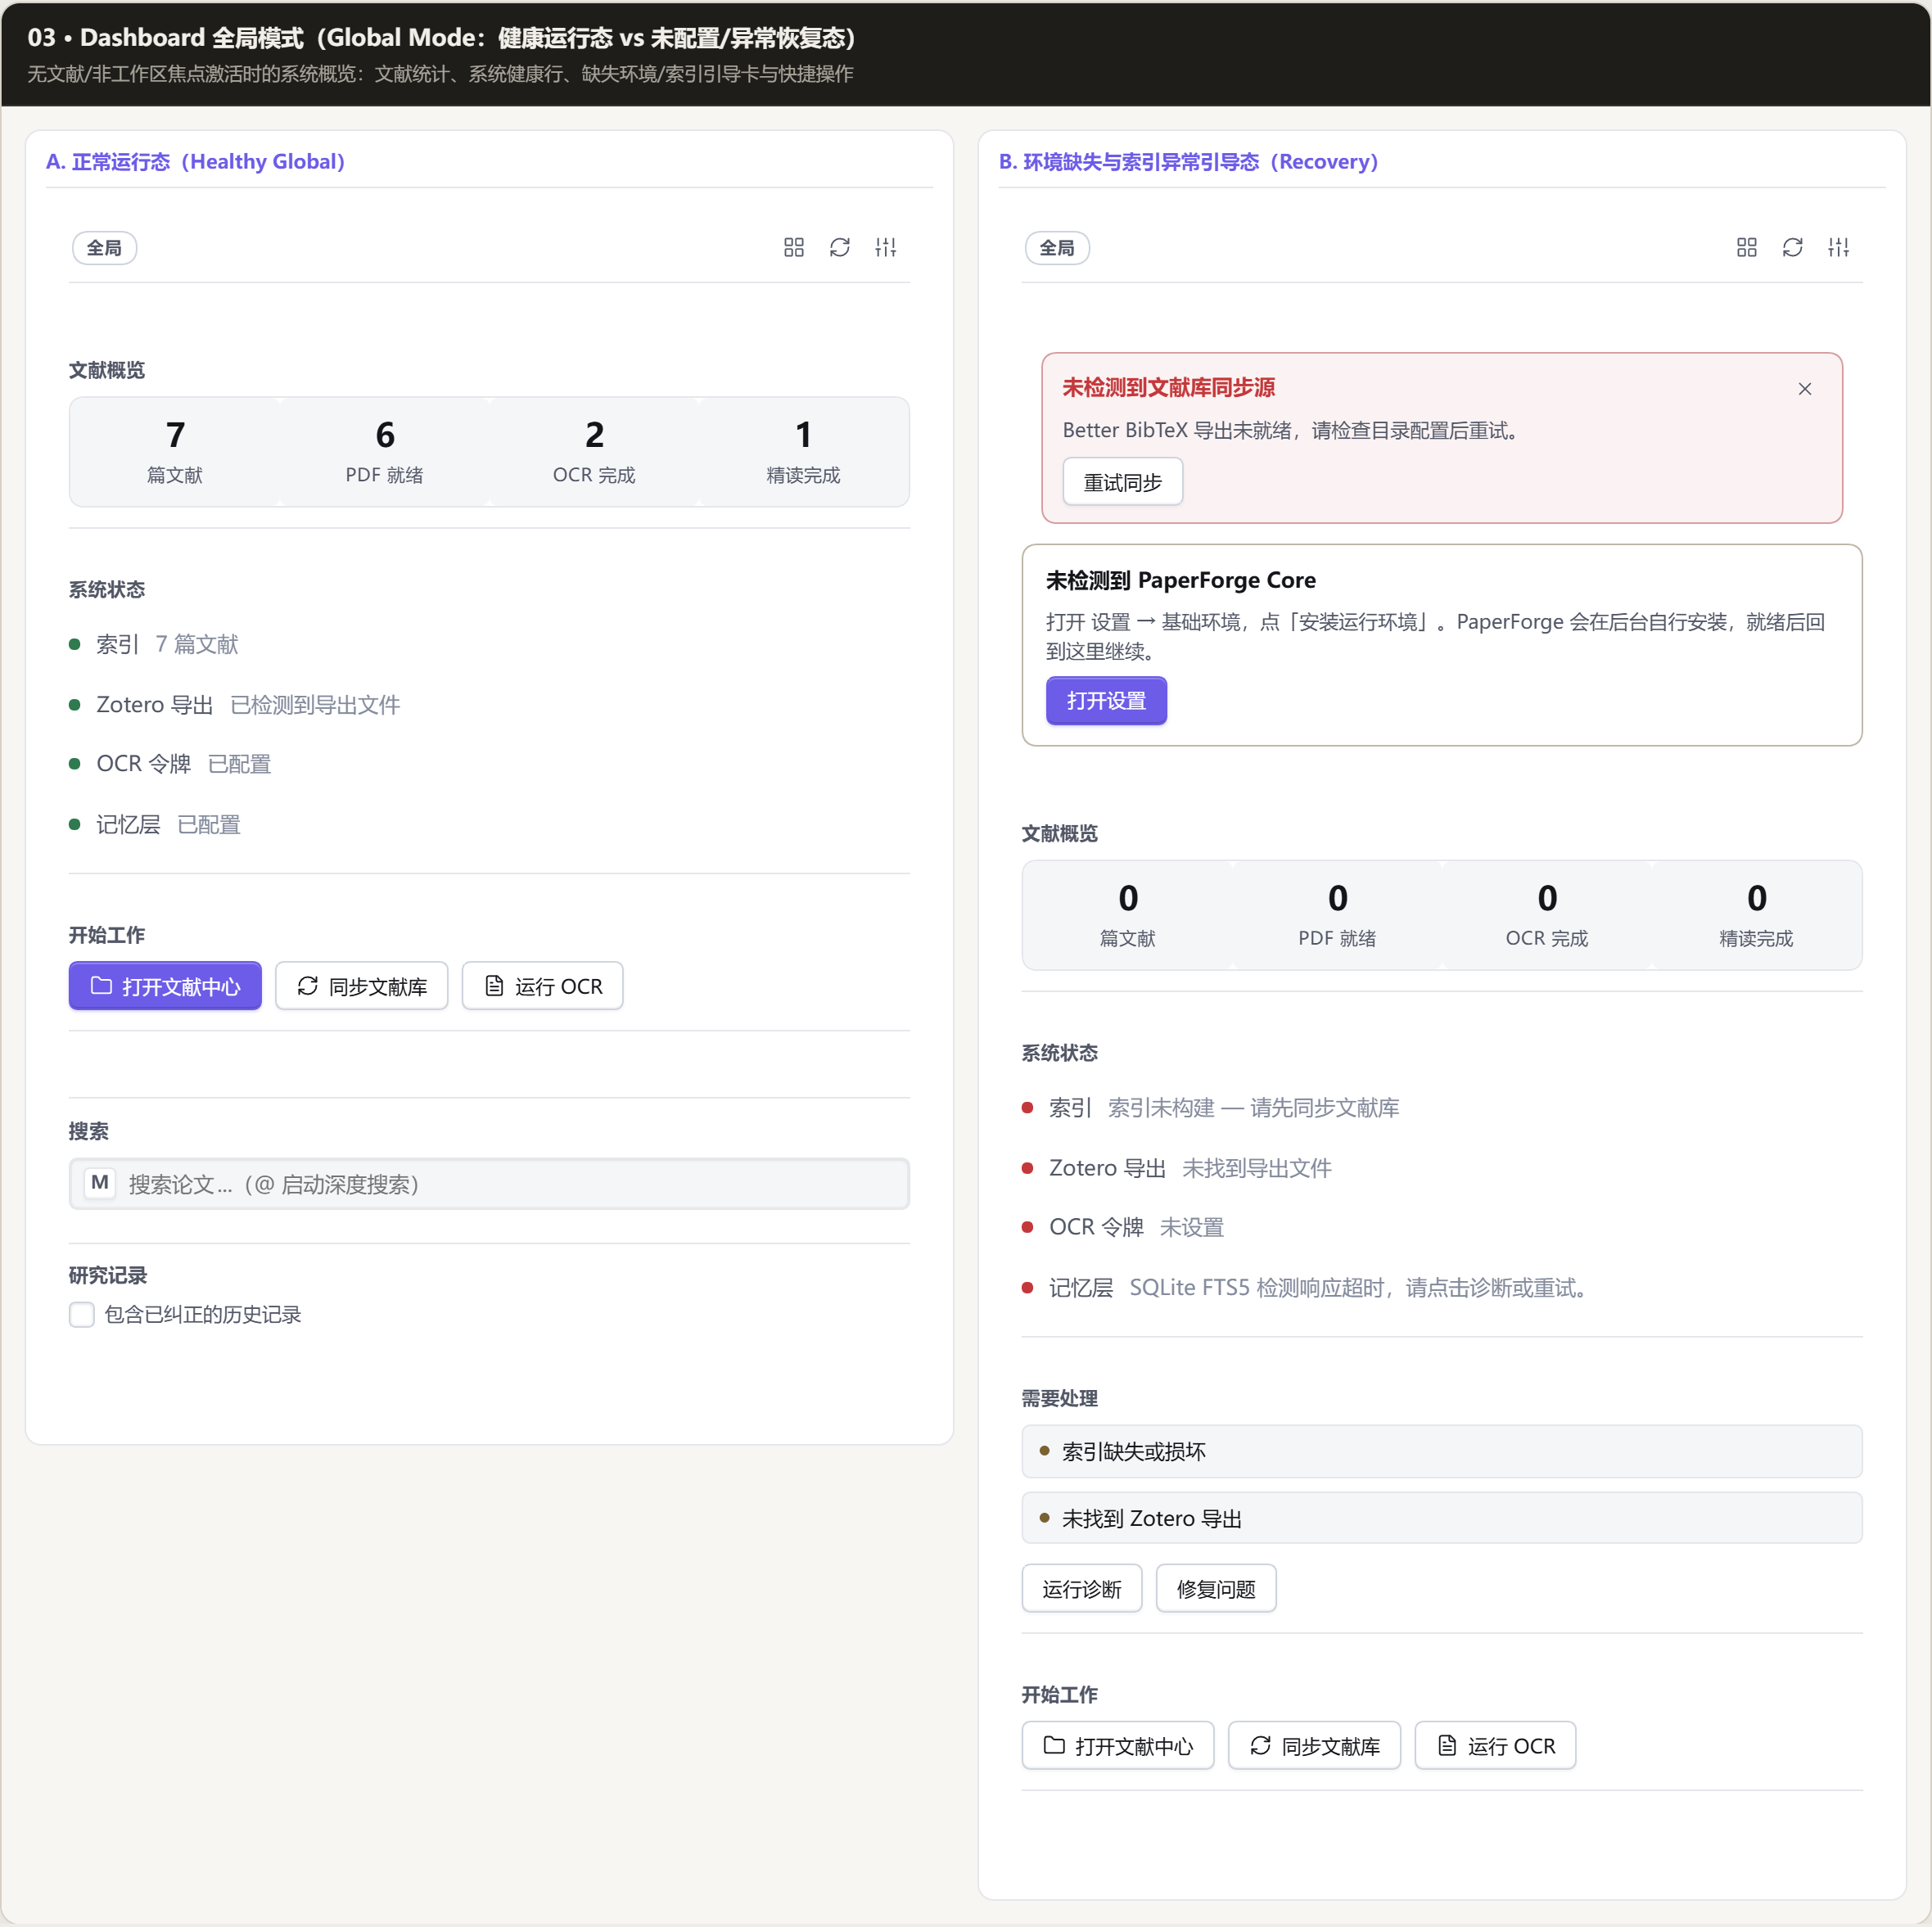 03 • Dashboard 全局模式（Global Mode：健康运行态 vs 未配置/异常恢复态）
无文献/非工作区焦点激活时的系统概览：文献统计、系统健康行、缺失环境/索引引导卡与快捷操作
A. 正常运行态（Healthy Global）
全局
文献概览
7
篇文献
6
PDF 就绪
2
OCR 完成
1
精读完成
系统状态
索引 7 篇文献
Zotero 导出 已检测到导出文件
OCR 令牌 已配置
记忆层 已配置
开始工作
打开文献中心
同步文献库
运行 OCR
搜索
M 搜索论文...（@ 启动深度搜索）
研究记录
包含已纠正的历史记录
B. 环境缺失与索引异常引导态（Recovery）
全局
未检测到文献库同步源
Better BibTeX 导出未就绪，请检查目录配置后重试。
重试同步
未检测到 PaperForge Core
打开 设置 → 基础环境，点「安装运行环境」。PaperForge 会在后台自行安装，就绪后回
到这里继续。
打开设置
文献概览
0
篇文献
0
PDF 就绪
0
OCR 完成
0
精读完成
系统状态
索引 索引未构建 — 请先同步文献库
Zotero 导出 未找到导出文件
OCR 令牌 未设置
记忆层 SQLite FTS5 检测响应超时，请点击诊断或重试。
需要处理
索引缺失或损坏
未找到 Zotero 导出
运行诊断
修复问题
开始工作
打开文献中心
同步文献库
运行 OCR